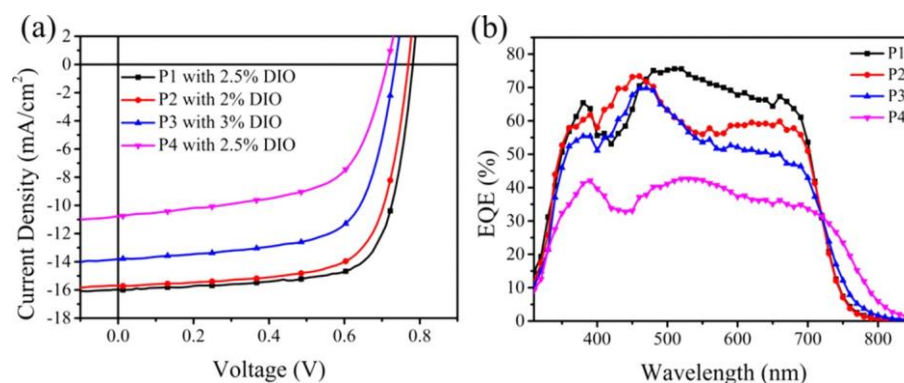 (a)
2
0
-2
-4
-6
-8
-10
-12
-14
-16
-18
Current Density (mA/cm²)
P1 with 2.5% DIO
P2 with 2% DIO
P3 with 3% DIO
P4 with 2.5% DIO
0.0 0.2 0.4 0.6 0.8
Voltage (V)
(b)
80
70
60
50
40
30
20
10
0
EQE (%)
P1
P2
P3
P4
400 500 600 700 800
Wavelength (nm)